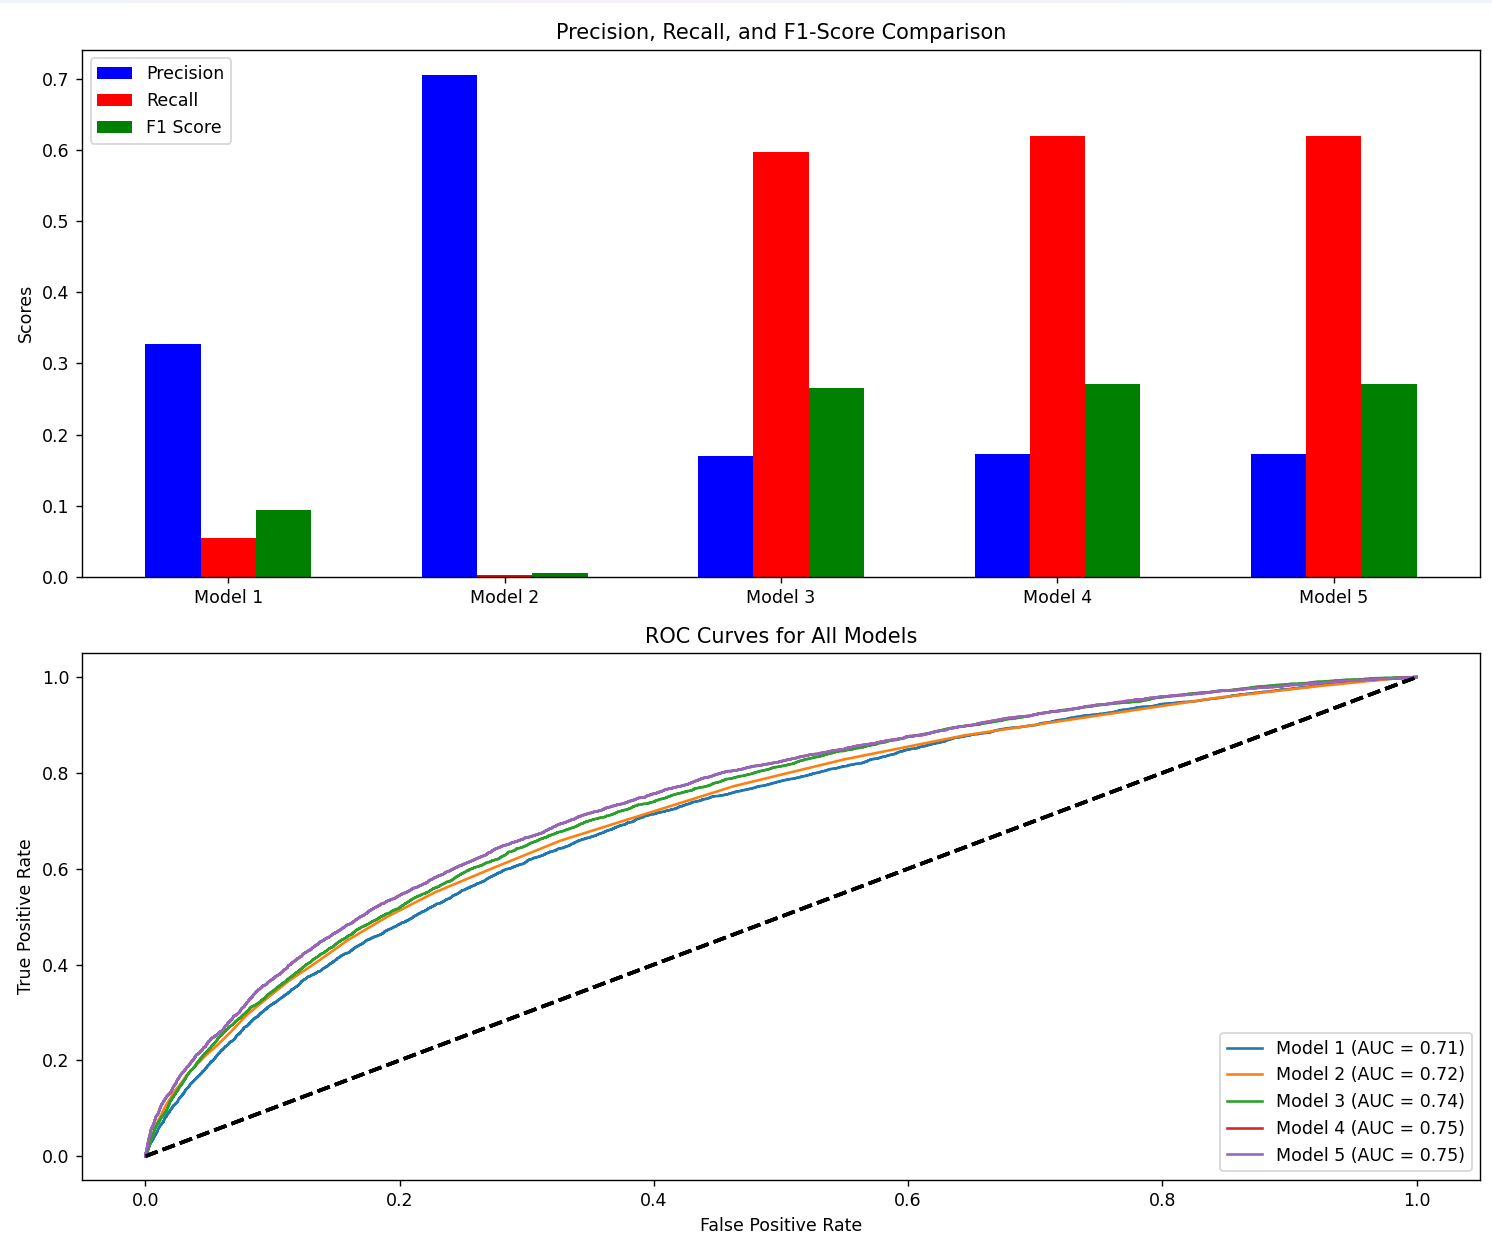 Precision, Recall, and F1-Score Comparison
Precision
Recall
F1 Score
Scores
0.7
0.6
0.5
0.4
0.3
0.2
0.1
0.0
Model 1
Model 2
Model 3
Model 4
Model 5
ROC Curves for All Models
True Positive Rate
1.0
0.8
0.6
0.4
0.2
0.0
Model 1 (AUC = 0.71)
Model 2 (AUC = 0.72)
Model 3 (AUC = 0.74)
Model 4 (AUC = 0.75)
Model 5 (AUC = 0.75)
0.0
0.2
0.4
0.6
0.8
1.0
False Positive Rate